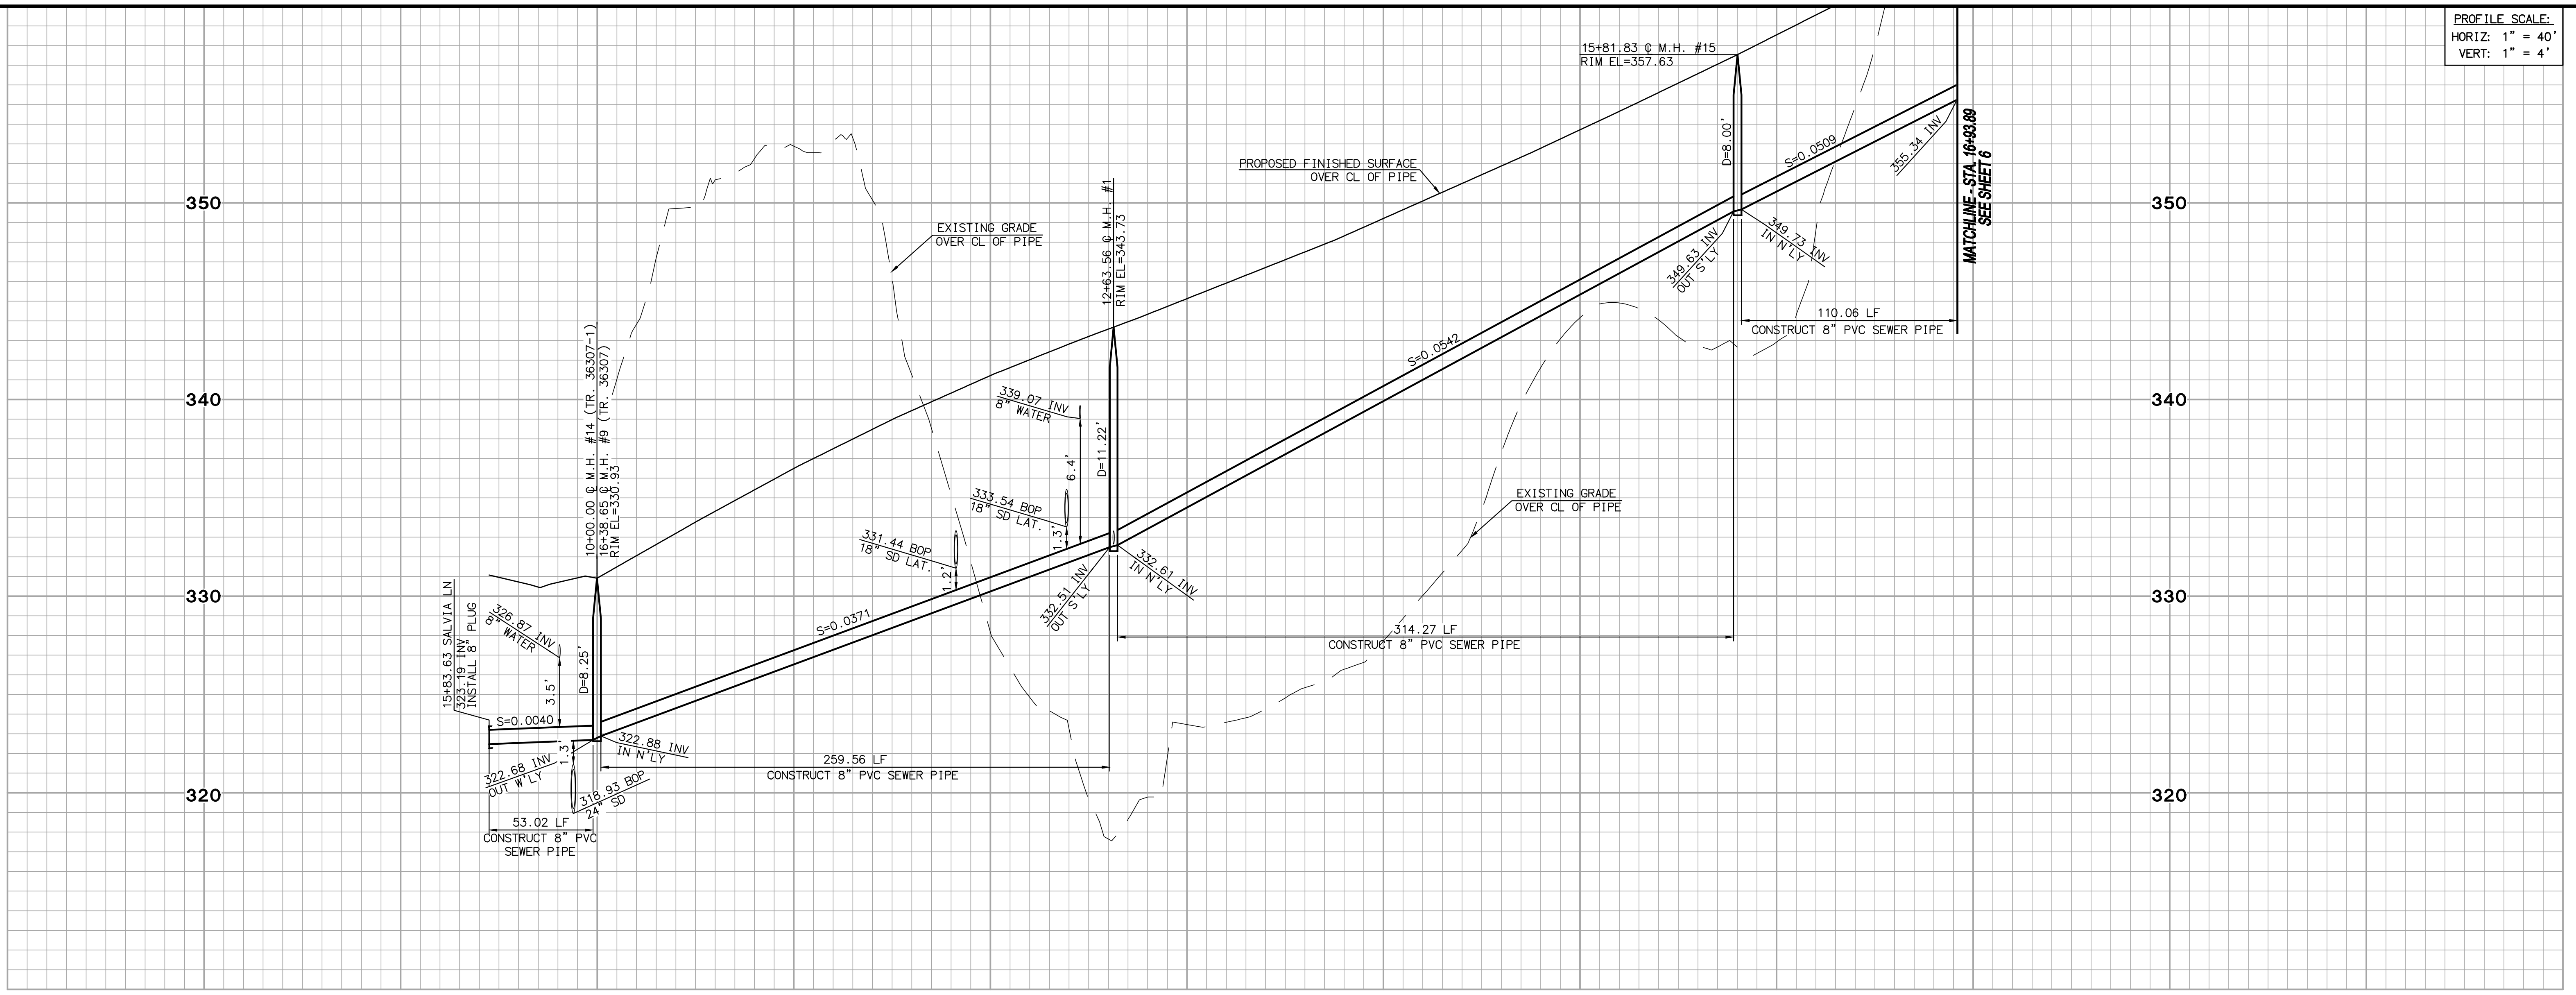 PROFILE SCALE:
HORIZ: 1" = 40'
VERT: 1" = 4'
15+81.83 ℄ M.H. #15
RIM EL=357.63
D=8.00'
S=0.0509
355.34 INV
MATCHLINE - STA. 16+93.89
SEE SHEET 6
PROPOSED FINISHED SURFACE
OVER CL OF PIPE
12+63.56 ℄ M.H. #1
RIM EL=343.73
350
350
EXISTING GRADE
OVER CL OF PIPE
349.63 INV
OUT S'LY
349.73 INV
IN N'LY
110.06 LF
CONSTRUCT 8" PVC SEWER PIPE
10+00.00 ℄ M.H. #14 (TR. 36307-1)
16+38.65 ℄ M.H. #9 (TR. 36307)
RIM EL=330.93
S=0.0542
340
340
339.07 INV
8" WATER
6.4'
D=11.22'
333.54 BOP
18" SD LAT.
1.3'
EXISTING GRADE
OVER CL OF PIPE
331.44 BOP
18" SD LAT.
1.2'
332.51 INV
OUT S'LY
332.61 INV
IN N'LY
330
330
15+83.63 SALVIA LN
323.19 INV
INSTALL 8" PLUG
326.87 INV
8" WATER
3.5'
D=8.25'
S=0.0371
314.27 LF
CONSTRUCT 8" PVC SEWER PIPE
S=0.0040
1.3'
322.88 INV
IN N'LY
322.68 INV
OUT W'LY
318.93 BOP
24" SD
259.56 LF
CONSTRUCT 8" PVC SEWER PIPE
320
320
53.02 LF
CONSTRUCT 8" PVC
SEWER PIPE